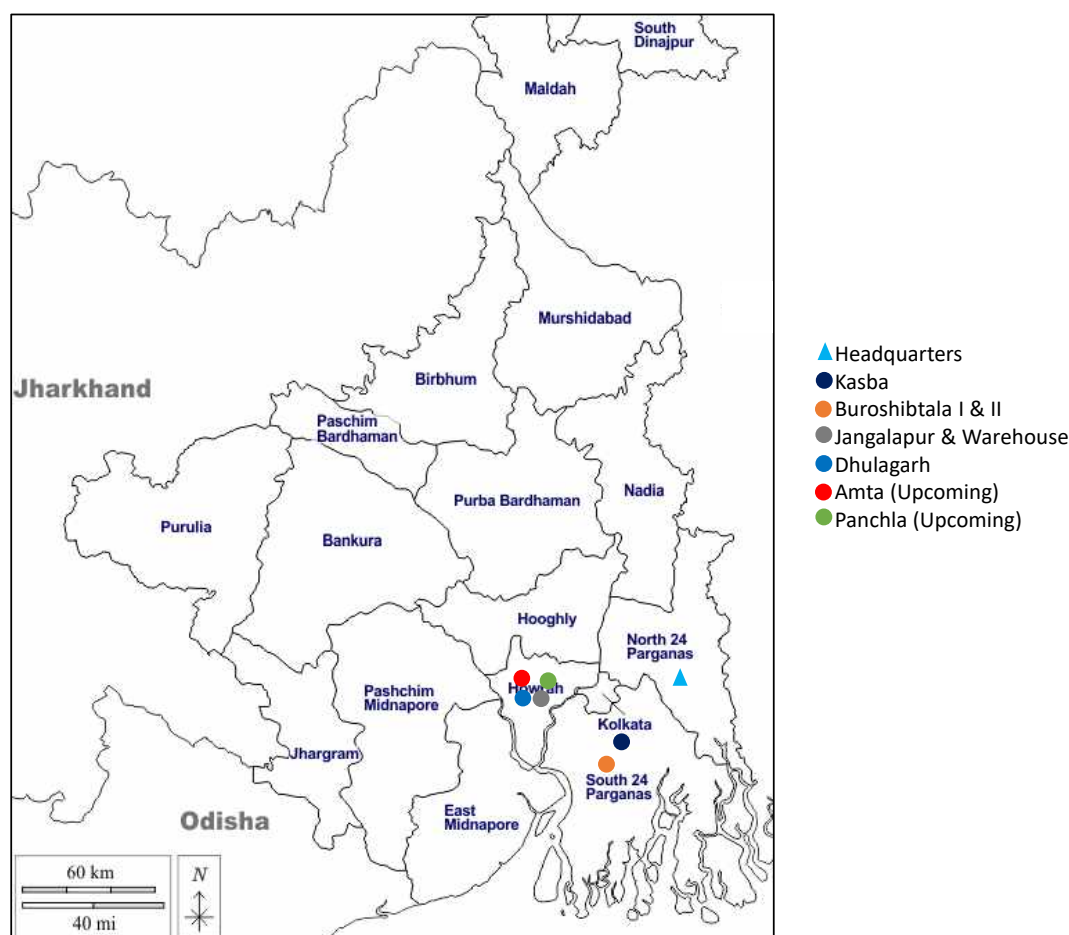 South
Dinajpur
Maldah
Murshidabad
Birbhum
Jharkhand
Paschim
Bardhaman
Nadia
Purba Bardhaman
Purulia
Bankura
Hooghly
North 24
Parganas
Howrah
Pashchim
Midnapore
Kolkata
Jhargram
South 24
Parganas
East
Midnapore
Odisha
60 km
40 mi
N
Headquarters
Kasba
Buroshibtala I & II
Jangalapur & Warehouse
Dhulagarh
Amta (Upcoming)
Panchla (Upcoming)